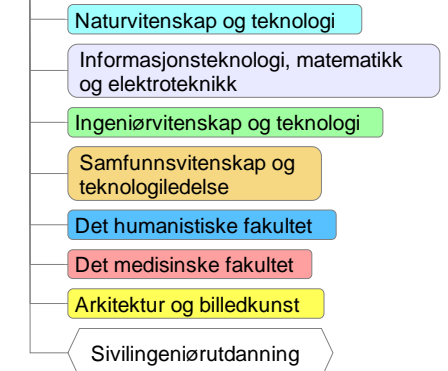 Naturvitenskap og teknologi
Informasjonsteknologi, matematikk
og elektroteknikk
Ingeniørvitenskap og teknologi
Samfunnsvitenskap og
teknologiledelse
Det humanistiske fakultet
Det medisinske fakultet
Arkitektur og billedkunst
Sivilingeniørutdanning